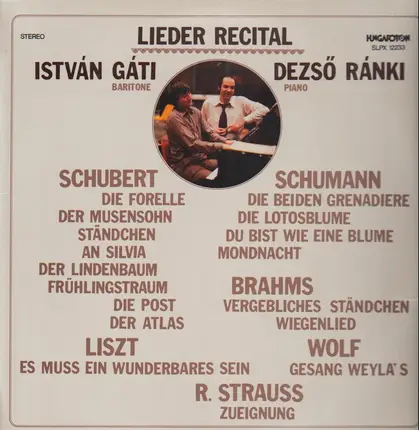 STEREO
LIEDER RECITAL
HUNGAROTON
SLPX 12233
ISTVÁN GÁTI
BARITONE
DEZSŐ RÁNKI
PIANO
SCHUBERT
DIE FORELLE
DER MUSENSOHN
STÄNDCHEN
AN SILVIA
DER LINDENBAUM
FRÜHLINGSTRAUM
DIE POST
DER ATLAS
SCHUMANN
DIE BEIDEN GRENADIERE
DIE LOTOSBLUME
DU BIST WIE EINE BLUME
MONDNACHT
BRAHMS
VERGEBLICHES STÄNDCHEN
WIEGENLIED
LISZT
ES MUSS EIN WUNDERBARES SEIN
WOLF
GESANG WEYLA'S
R. STRAUSS
ZUEIGNUNG